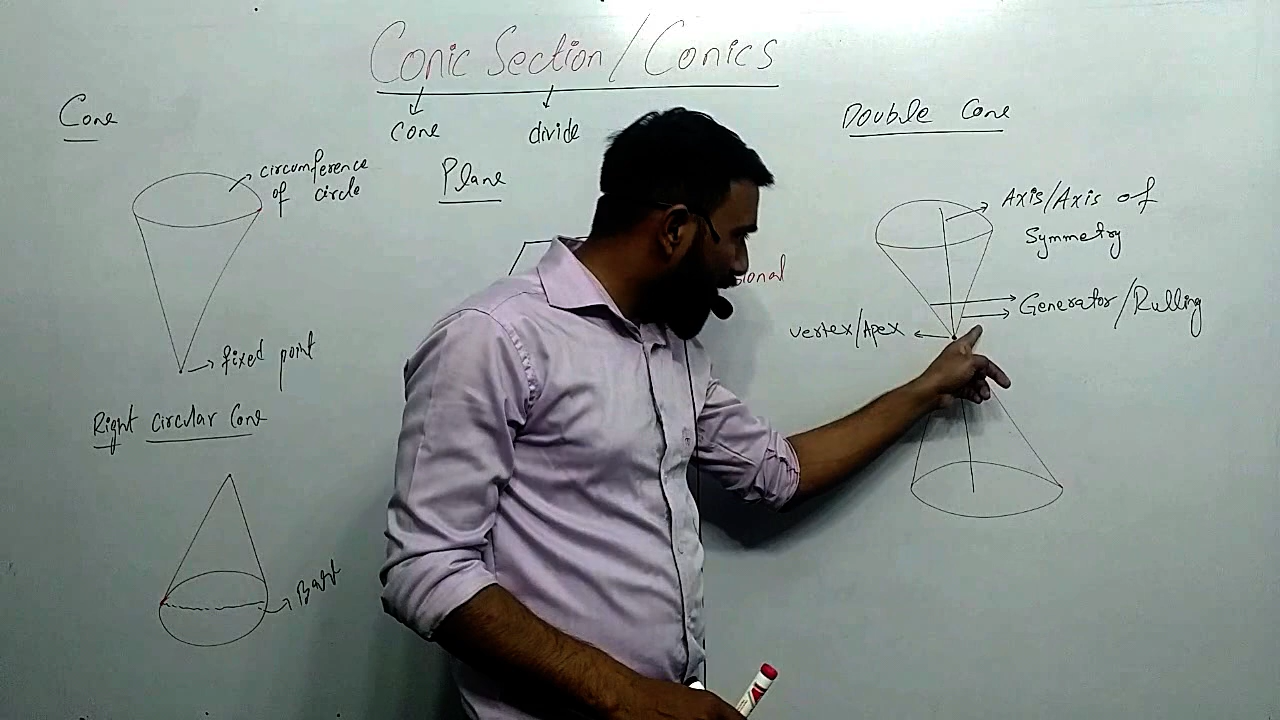 Conic Section/Conics
Cone
cone
divide
Double Cone
circumference
of circle
Plane
Axis/Axis of
Symmetry
sional
Generator/Rulling
vertex/Apex
fixed point
Right Circular Cone